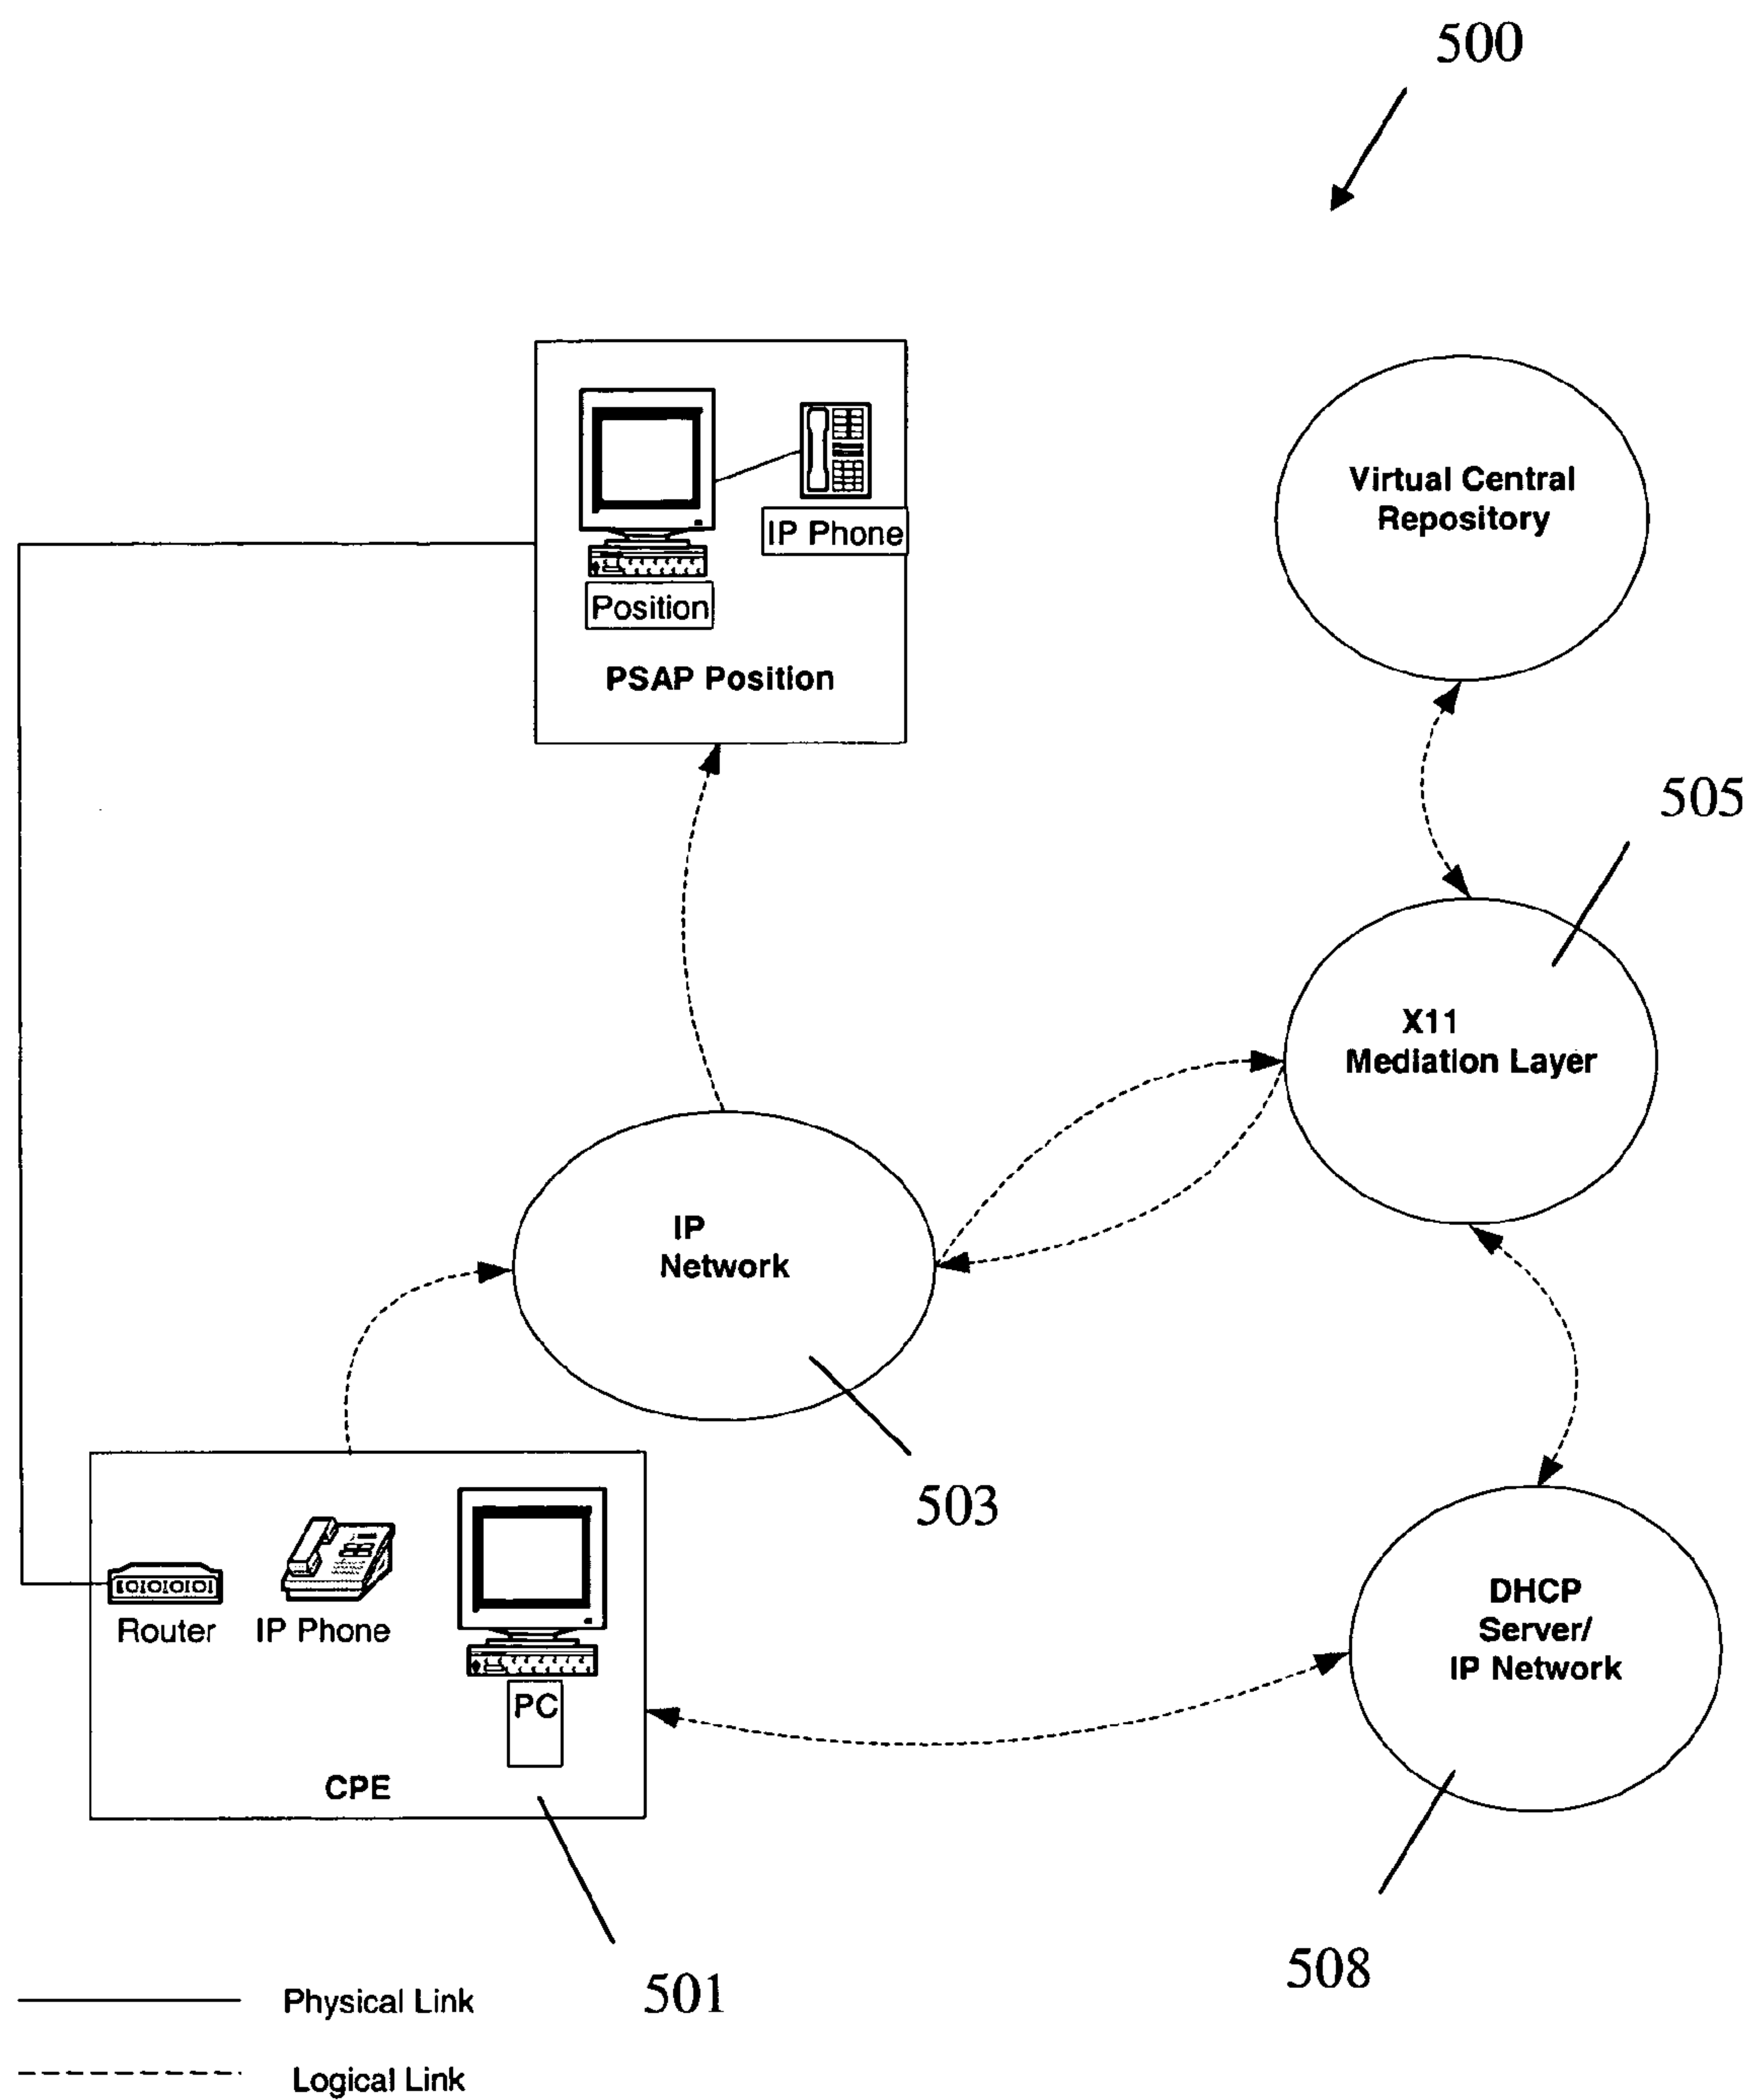 500
IP Phone
Position
PSAP Position
Virtual Central
Repository
505
X11
Mediation Layer
IP
Network
503
Router
IP Phone
PC
CPE
DHCP
Server/
IP Network
501
508
Physical Link
Logical Link